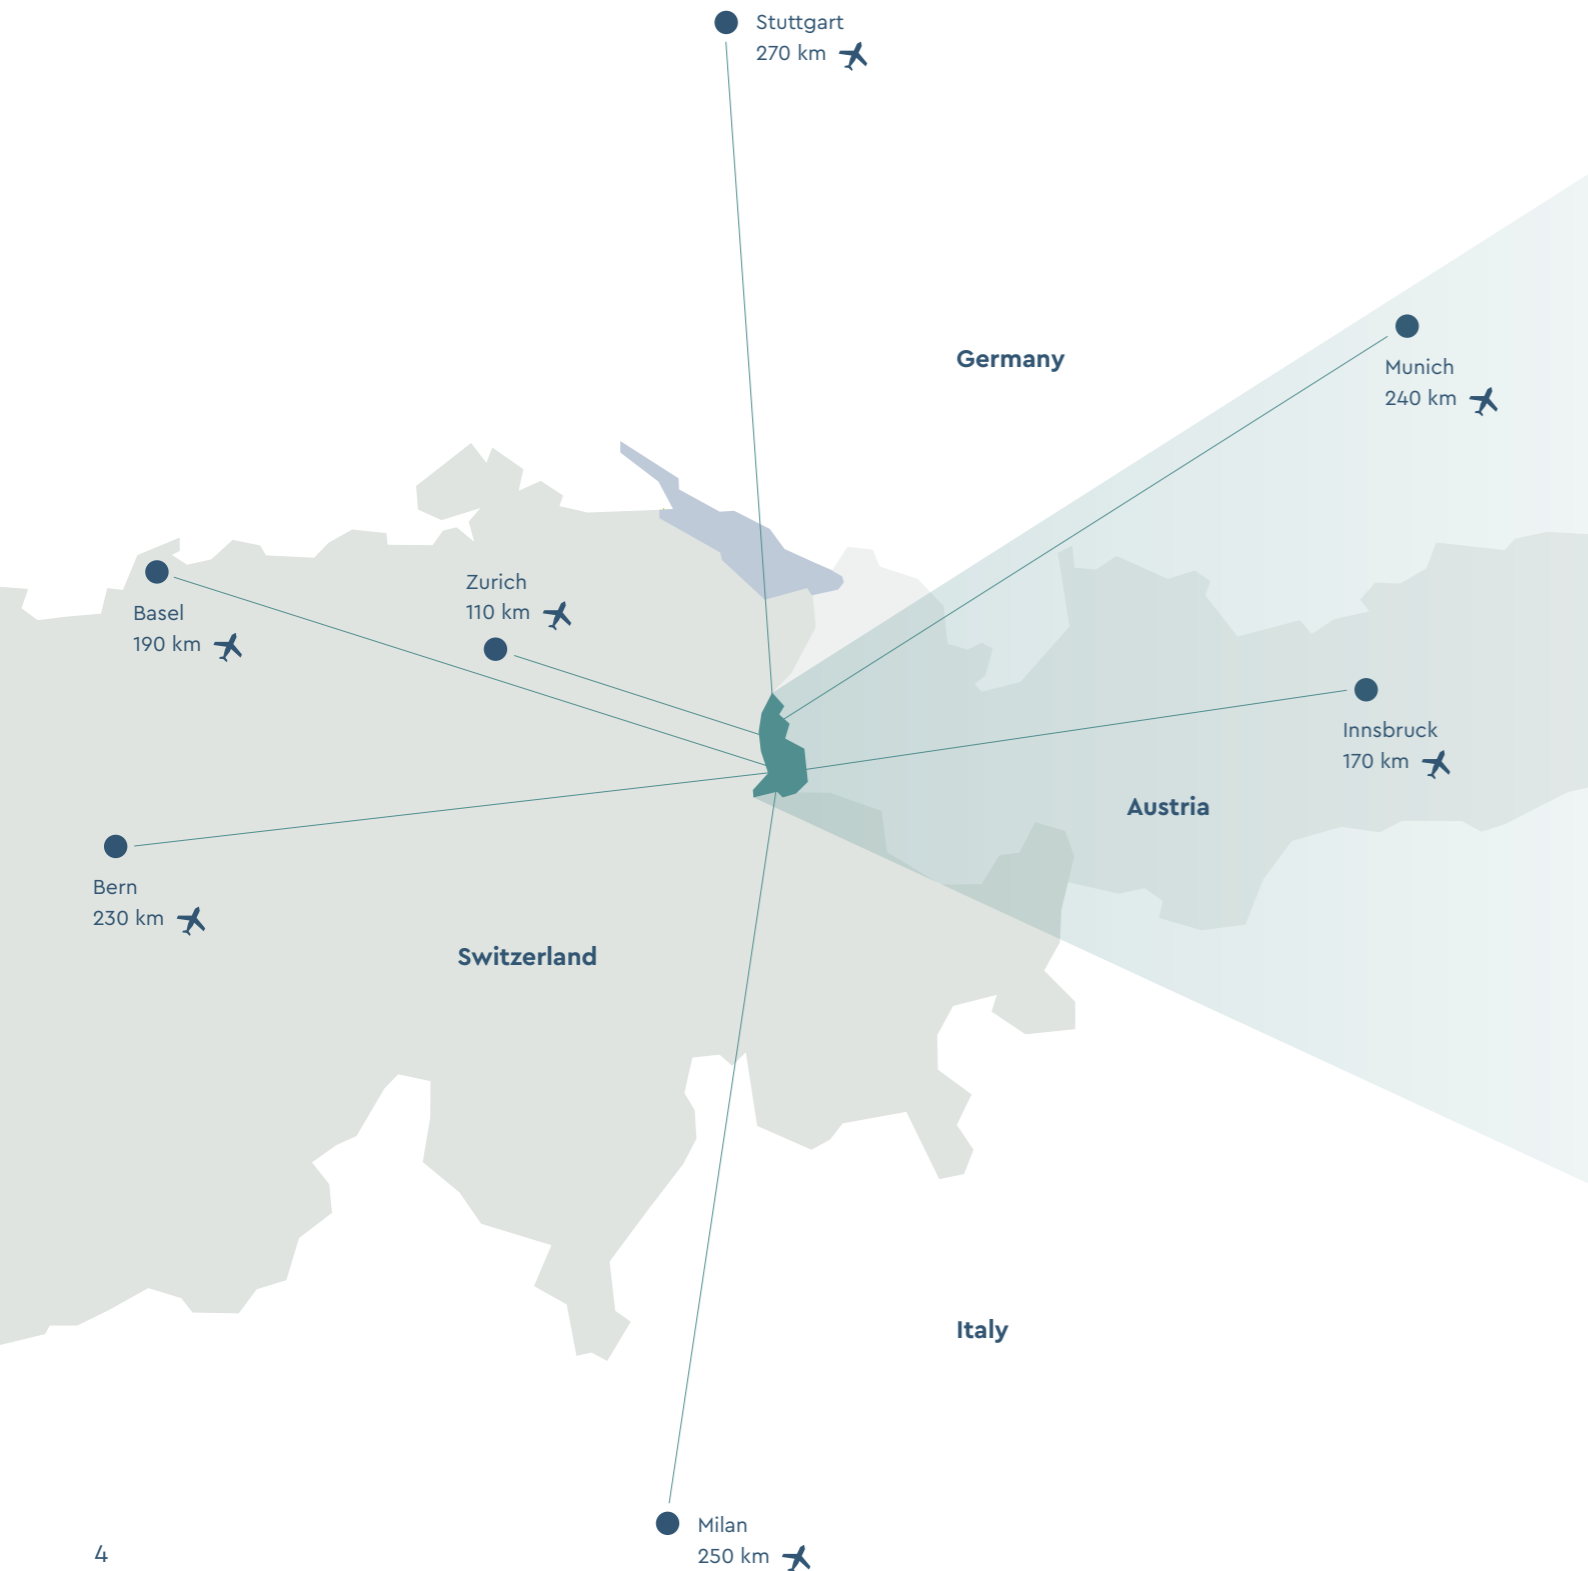 Stuttgart
270 km
Germany
Munich
240 km
Zurich
110 km
Basel
190 km
Innsbruck
170 km
Austria
Bern
230 km
Switzerland
Italy
Milan
250 km
4